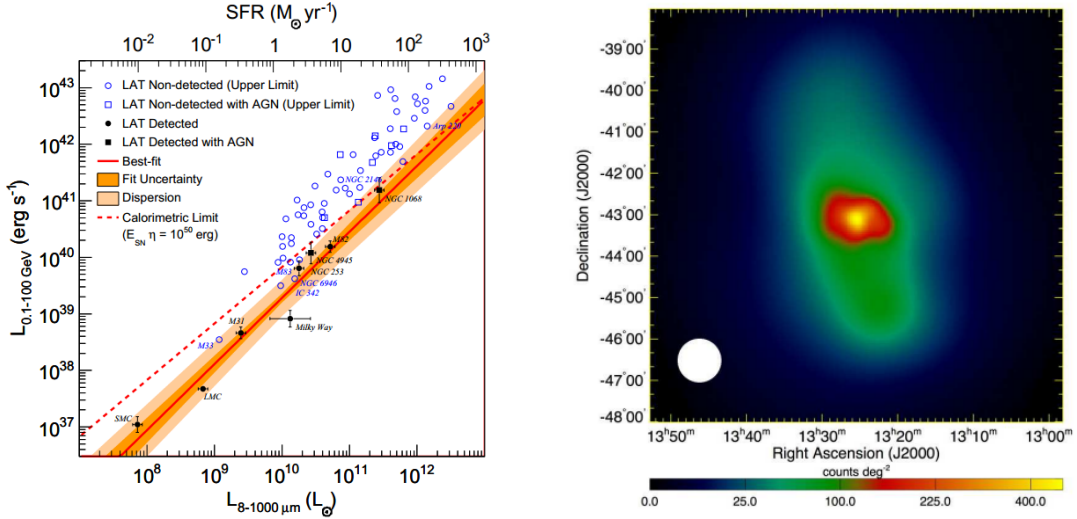 SFR (M⊙ yr⁻¹)
10⁻² 10⁻¹ 1 10 10² 10³
10⁴³
10⁴²
10⁴¹
10⁴⁰
10³⁹
10³⁸
10³⁷
L0.1-100 GeV (erg s⁻¹)
LAT Non-detected (Upper Limit)
LAT Non-detected with AGN (Upper Limit)
LAT Detected
LAT Detected with AGN
Best-fit
Fit Uncertainty
Dispersion
Calorimetric Limit
(E_SN η = 10⁵⁰ erg)
Arp 220
NGC 2146
NGC 1068
M82
NGC 4945
M83
NGC 253
NGC 6946
IC 342
M31
Milky Way
M33
LMC
SMC
10⁸ 10⁹ 10¹⁰ 10¹¹ 10¹²
L8-1000 μm (L⊙)
Declination (J2000)
-39°00'
-40°00'
-41°00'
-42°00'
-43°00'
-44°00'
-45°00'
-46°00'
-47°00'
-48°00'
13ʰ50ᵐ 13ʰ40ᵐ 13ʰ30ᵐ 13ʰ20ᵐ 13ʰ10ᵐ 13ʰ00ᵐ
Right Ascension (J2000)
counts deg⁻²
0.0 25.0 100.0 225.0 400.0